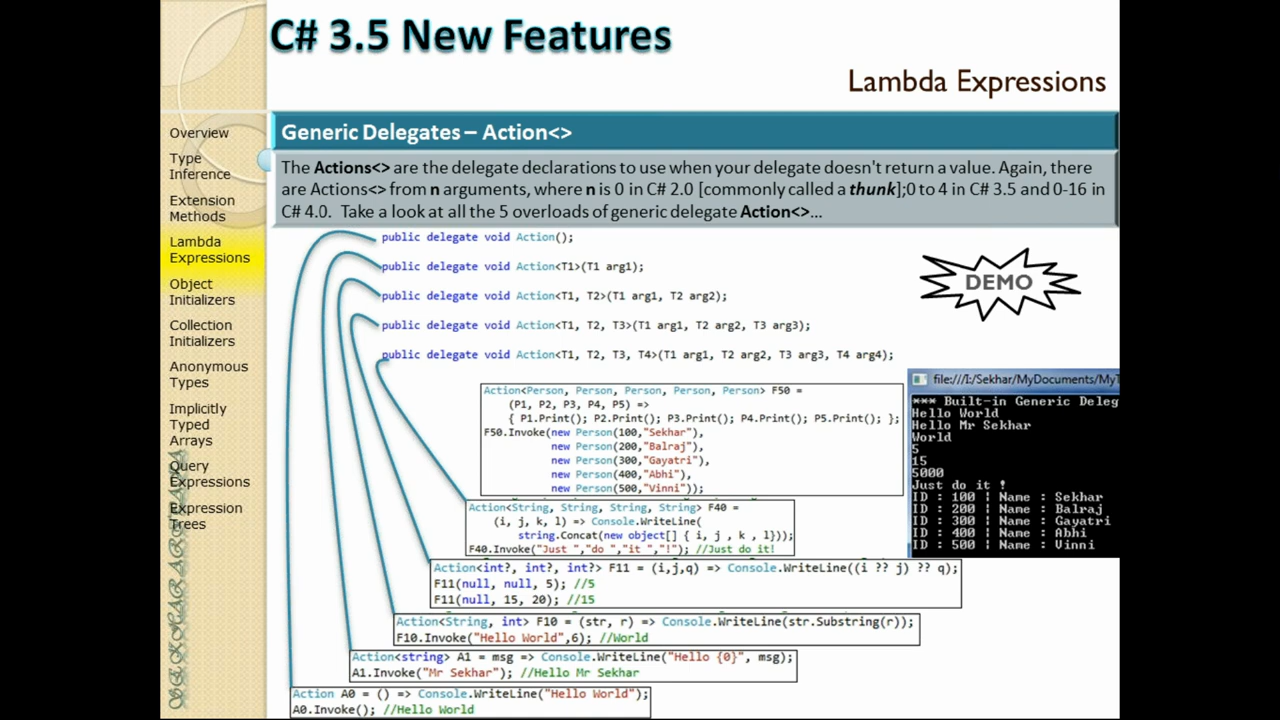 C# 3.5 New Features
Lambda Expressions
Overview
Type
Inference
Extension
Methods
Lambda
Expressions
Object
Initializers
Collection
Initializers
Anonymous
Types
Implicitly
Typed
Arrays
Query
Expressions
Expression
Trees
Generic Delegates – Action<>
The Actions<> are the delegate declarations to use when your delegate doesn't return a value. Again, there
are Actions<> from n arguments, where n is 0 in C# 2.0 [commonly called a thunk];0 to 4 in C# 3.5 and 0-16 in
C# 4.0. Take a look at all the 5 overloads of generic delegate Action<>...
public delegate void Action();
public delegate void Action<T1>(T1 arg1);
public delegate void Action<T1, T2>(T1 arg1, T2 arg2);
public delegate void Action<T1, T2, T3>(T1 arg1, T2 arg2, T3 arg3);
public delegate void Action<T1, T2, T3, T4>(T1 arg1, T2 arg2, T3 arg3, T4 arg4);
DEMO
Action<Person, Person, Person, Person, Person> F50 =
(P1, P2, P3, P4, P5) =>
{ P1.Print(); P2.Print(); P3.Print(); P4.Print(); P5.Print(); };
F50.Invoke(new Person(100,"Sekhar"),
new Person(200,"Balraj"),
new Person(300,"Gayatri"),
new Person(400,"Abhi"),
new Person(500,"Vinni"));
file:///I:/Sekhar/MyDocuments/MyT
*** Built-in Generic Deleg
Hello World
Hello Mr Sekhar
World
5
15
5000
Just do it !
ID : 100 ¦ Name : Sekhar
ID : 200 ¦ Name : Balraj
ID : 300 ¦ Name : Gayatri
ID : 400 ¦ Name : Abhi
ID : 500 ¦ Name : Vinni
Action<String, String, String, String> F40 =
(i, j, k, l) => Console.WriteLine(
string.Concat(new object[] { i, j , k , l}));
F40.Invoke("Just ","do ","it ","!"); //Just do it!
Action<int?, int?, int?> F11 = (i,j,q) => Console.WriteLine((i ?? j) ?? q);
F11(null, null, 5); //5
F11(null, 15, 20); //15
Action<String, int> F10 = (str, r) => Console.WriteLine(str.Substring(r));
F10.Invoke("Hello World",6); //World
Action<string> A1 = msg => Console.WriteLine("Hello {0}", msg);
A1.Invoke("Mr Sekhar"); //Hello Mr Sekhar
Action A0 = () => Console.WriteLine("Hello World");
A0.Invoke(); //Hello World